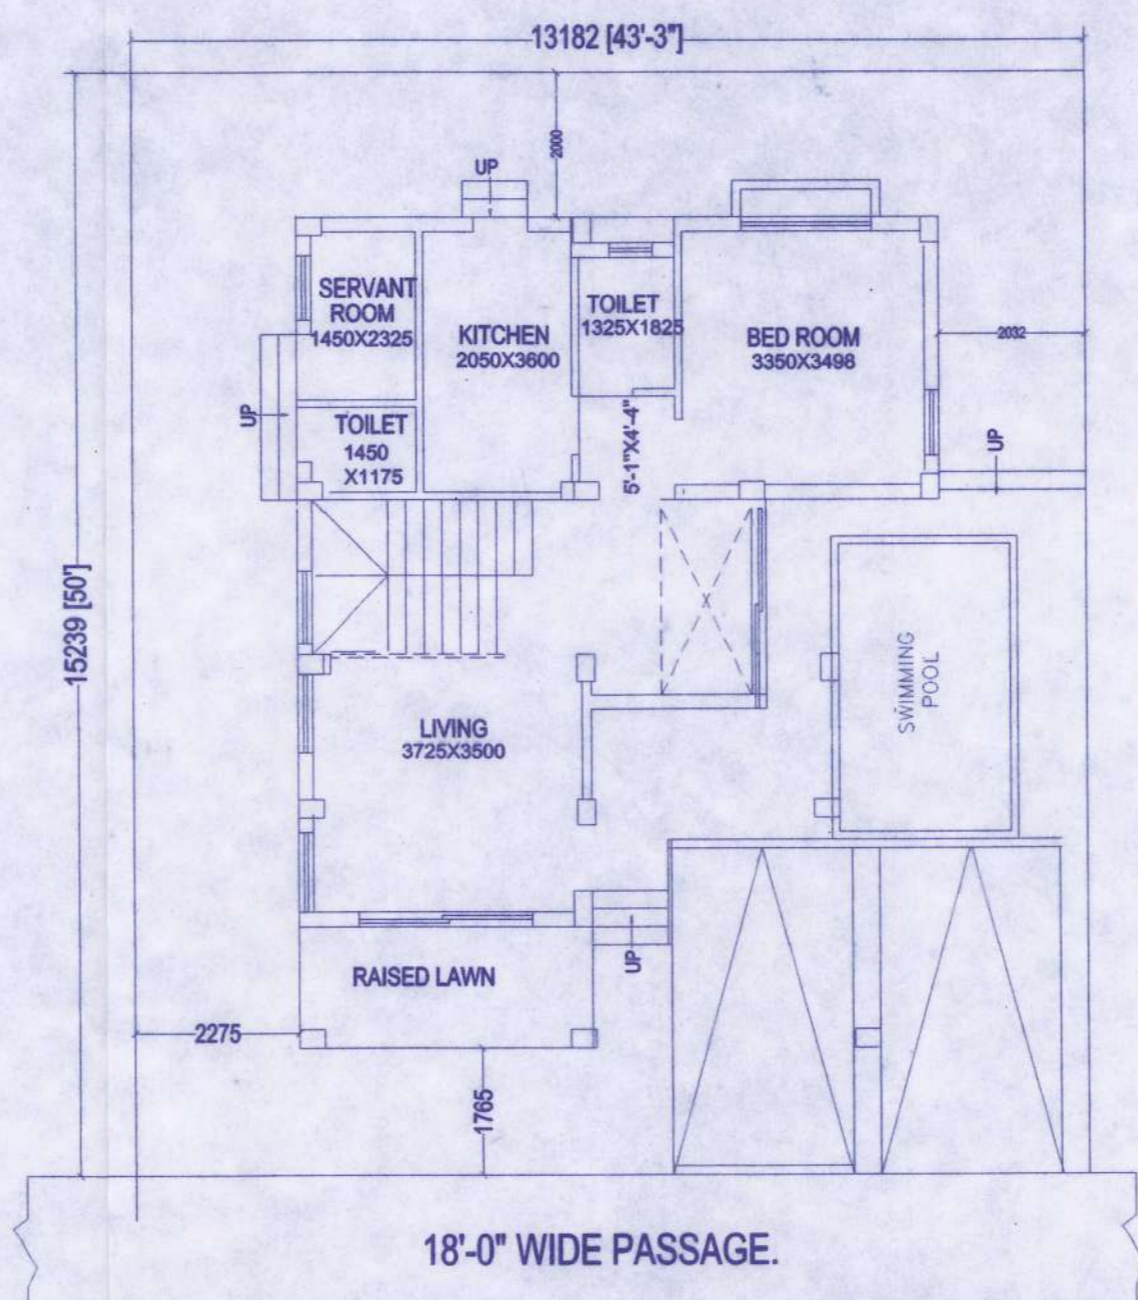 13182 [43'-3"]
2000
UP
SERVANT
ROOM
1450X2325
KITCHEN
2050X3600
TOILET
1325X1825
BED ROOM
3350X3498
2032
UP
TOILET
1450
X1175
5'-1"X4'-4"
UP
15239 [50']
SWIMMING
POOL
LIVING
3725X3500
RAISED LAWN
UP
2275
1765
18'-0" WIDE PASSAGE.